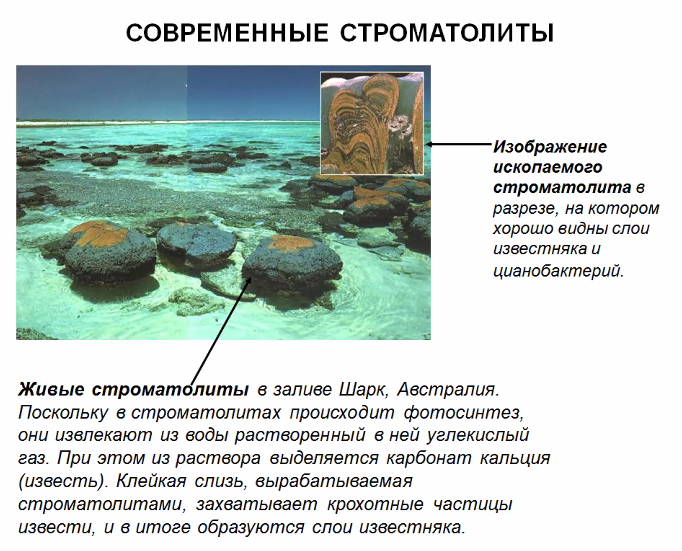 СОВРЕМЕННЫЕ СТРОМАТОЛИТЫ
Изображение
ископаемого
строматолита в
разрезе, на котором
хорошо видны слои
известняка и
цианобактерий.
Живые строматолиты в заливе Шарк, Австралия.
Поскольку в строматолитах происходит фотосинтез,
они извлекают из воды растворенный в ней углекислый
газ. При этом из раствора выделяется карбонат кальция
(известь). Клейкая слизь, вырабатываемая
строматолитами, захватывает крохотные частицы
извести, и в итоге образуются слои известняка.